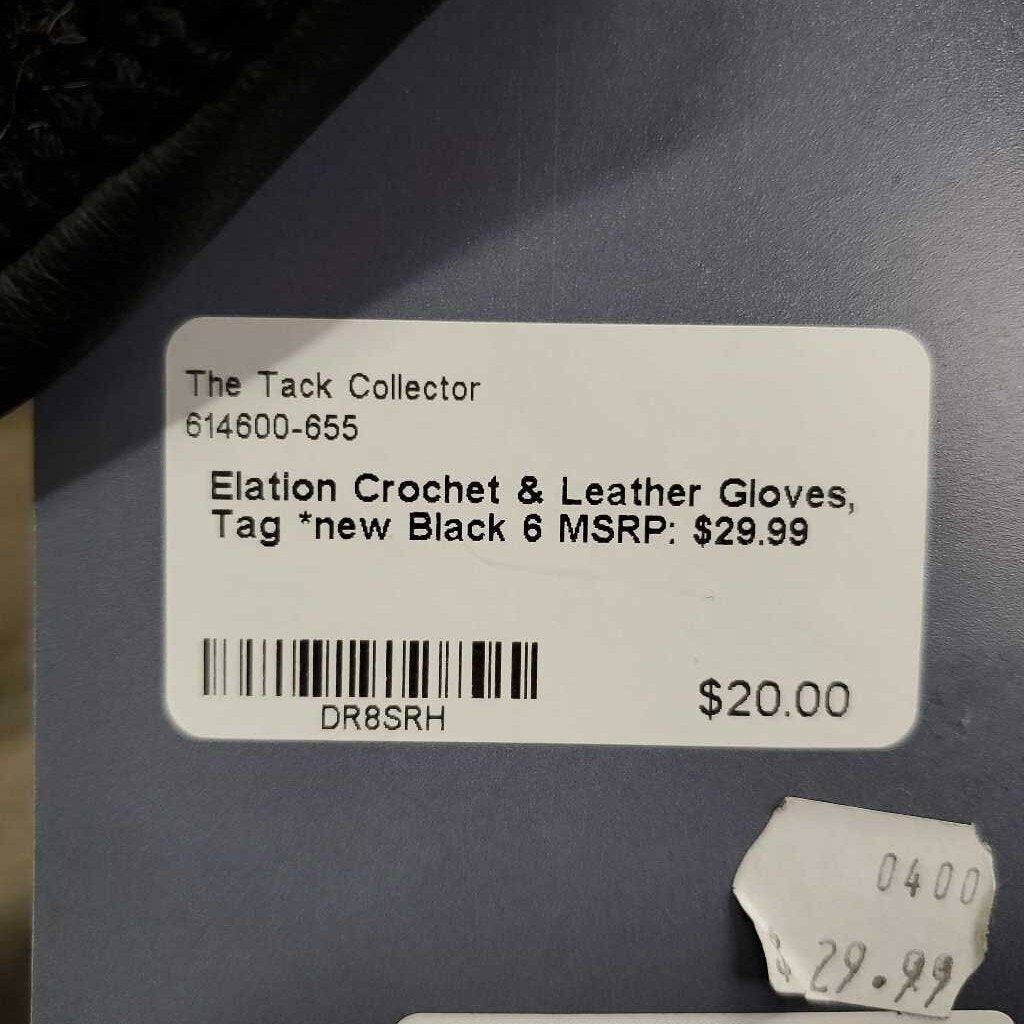 The Tack Collector
614600-655
Elation Crochet & Leather Gloves,
Tag *new Black 6 MSRP: $29.99
DR8SRH
$20.00
0400
$29.99